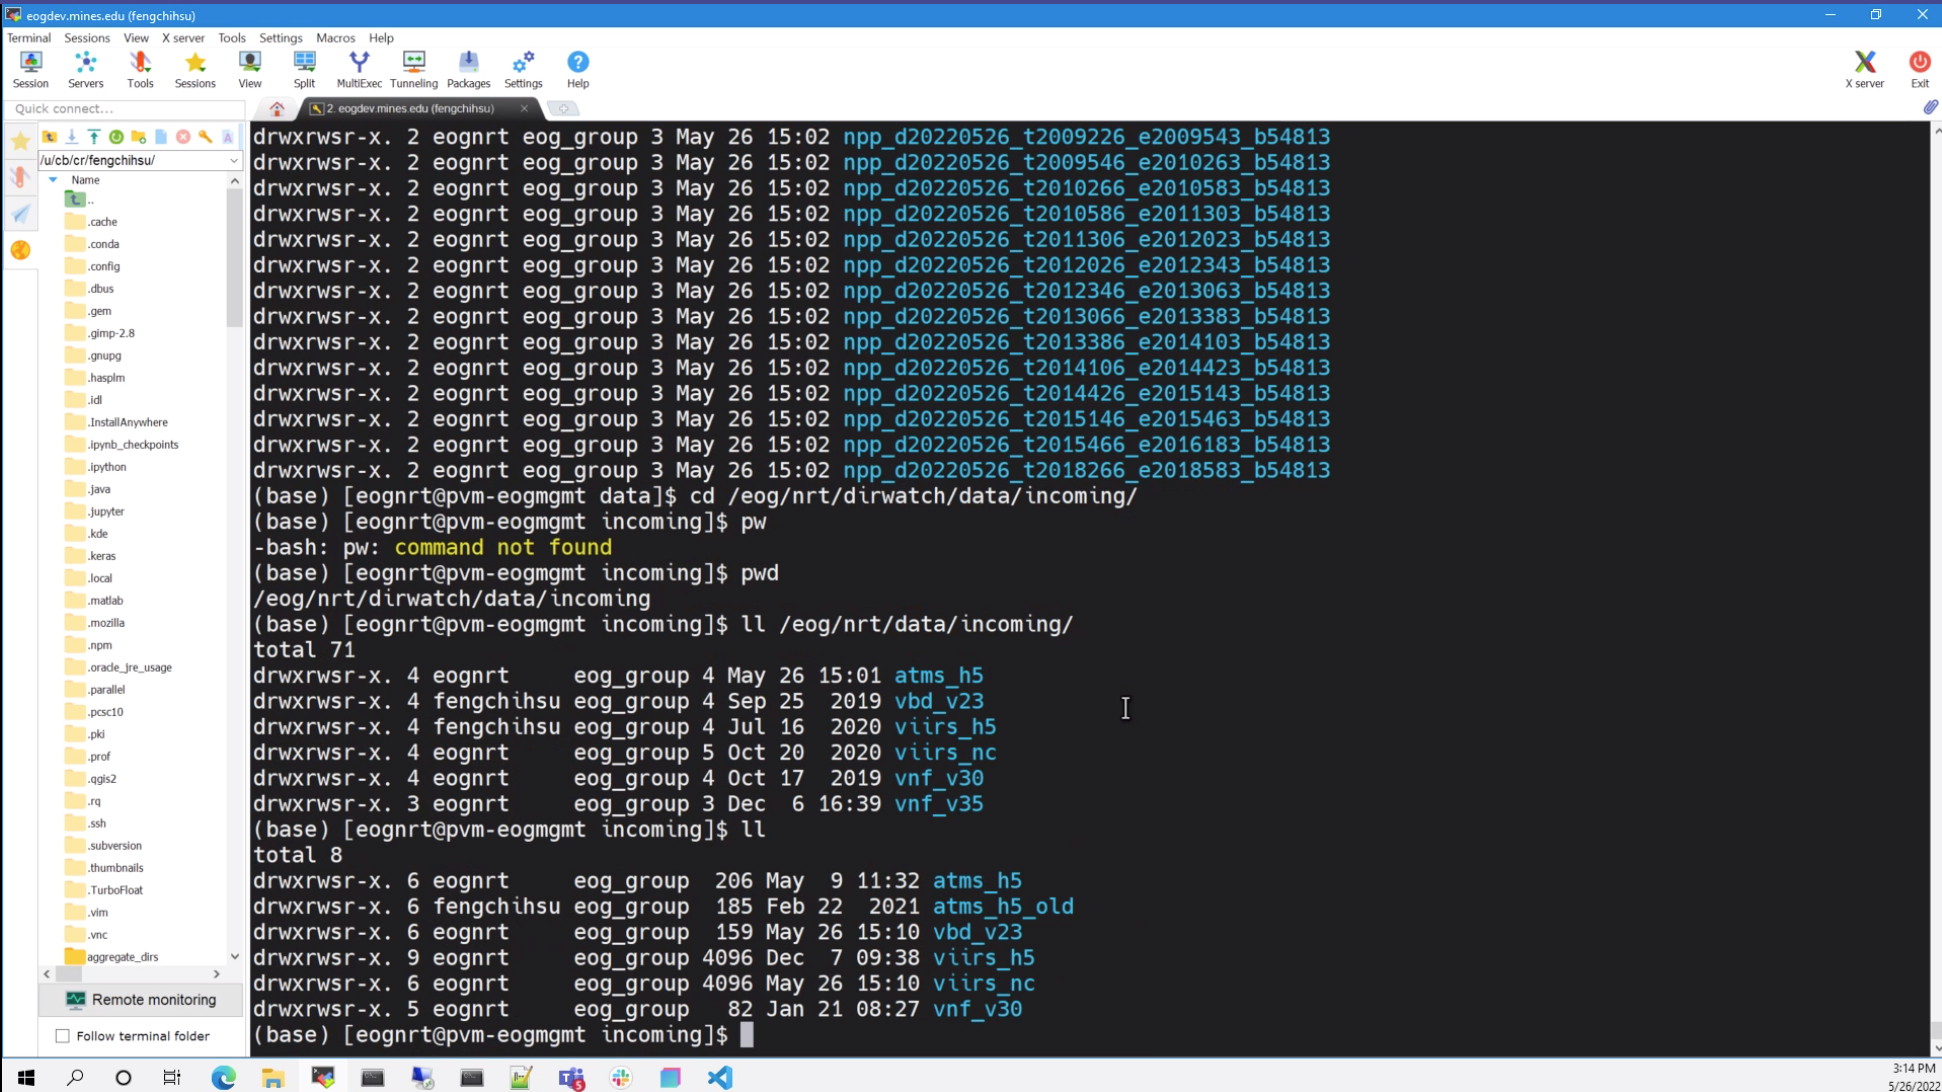 eogdev.mines.edu (fengchihsu)
Terminal Sessions View X server Tools Settings Macros Help
Session Servers Tools Sessions View Split MultiExec Tunneling Packages Settings Help X server Exit
Quick connect...
2. eogdev.mines.edu (fengchihsu)
/u/cb/cr/fengchihsu/
Name
..
.cache
.conda
.config
.dbus
.gem
.gimp-2.8
.gnupg
.hasplm
.idl
.InstallAnywhere
.ipynb_checkpoints
.ipython
.java
.jupyter
.kde
.keras
.local
.matlab
.mozilla
.npm
.oracle_jre_usage
.parallel
.pcsc10
.pki
.prof
.qgis2
.rq
.ssh
.subversion
.thumbnails
.TurboFloat
.vim
.vnc
aggregate_dirs
Remote monitoring
Follow terminal folder
drwxrwsr-x. 2 eognrt eog_group 3 May 26 15:02 npp_d20220526_t2009226_e2009543_b54813
drwxrwsr-x. 2 eognrt eog_group 3 May 26 15:02 npp_d20220526_t2009546_e2010263_b54813
drwxrwsr-x. 2 eognrt eog_group 3 May 26 15:02 npp_d20220526_t2010266_e2010583_b54813
drwxrwsr-x. 2 eognrt eog_group 3 May 26 15:02 npp_d20220526_t2010586_e2011303_b54813
drwxrwsr-x. 2 eognrt eog_group 3 May 26 15:02 npp_d20220526_t2011306_e2012023_b54813
drwxrwsr-x. 2 eognrt eog_group 3 May 26 15:02 npp_d20220526_t2012026_e2012343_b54813
drwxrwsr-x. 2 eognrt eog_group 3 May 26 15:02 npp_d20220526_t2012346_e2013063_b54813
drwxrwsr-x. 2 eognrt eog_group 3 May 26 15:02 npp_d20220526_t2013066_e2013383_b54813
drwxrwsr-x. 2 eognrt eog_group 3 May 26 15:02 npp_d20220526_t2013386_e2014103_b54813
drwxrwsr-x. 2 eognrt eog_group 3 May 26 15:02 npp_d20220526_t2014106_e2014423_b54813
drwxrwsr-x. 2 eognrt eog_group 3 May 26 15:02 npp_d20220526_t2014426_e2015143_b54813
drwxrwsr-x. 2 eognrt eog_group 3 May 26 15:02 npp_d20220526_t2015146_e2015463_b54813
drwxrwsr-x. 2 eognrt eog_group 3 May 26 15:02 npp_d20220526_t2015466_e2016183_b54813
drwxrwsr-x. 2 eognrt eog_group 3 May 26 15:02 npp_d20220526_t2018266_e2018583_b54813
(base) [eognrt@pvm-eogmgmt data]$ cd /eog/nrt/dirwatch/data/incoming/
(base) [eognrt@pvm-eogmgmt incoming]$ pw
-bash: pw: command not found
(base) [eognrt@pvm-eogmgmt incoming]$ pwd
/eog/nrt/dirwatch/data/incoming
(base) [eognrt@pvm-eogmgmt incoming]$ ll /eog/nrt/data/incoming/
total 71
drwxrwsr-x. 4 eognrt eog_group 4 May 26 15:01 atms_h5
drwxrwsr-x. 4 fengchihsu eog_group 4 Sep 25 2019 vbd_v23
drwxrwsr-x. 4 fengchihsu eog_group 4 Jul 16 2020 viirs_h5
drwxrwsr-x. 4 eognrt eog_group 5 Oct 20 2020 viirs_nc
drwxrwsr-x. 4 eognrt eog_group 4 Oct 17 2019 vnf_v30
drwxrwsr-x. 3 eognrt eog_group 3 Dec 6 16:39 vnf_v35
(base) [eognrt@pvm-eogmgmt incoming]$ ll
total 8
drwxrwsr-x. 6 eognrt eog_group 206 May 9 11:32 atms_h5
drwxrwsr-x. 6 fengchihsu eog_group 185 Feb 22 2021 atms_h5_old
drwxrwsr-x. 6 eognrt eog_group 159 May 26 15:10 vbd_v23
drwxrwsr-x. 9 eognrt eog_group 4096 Dec 7 09:38 viirs_h5
drwxrwsr-x. 6 eognrt eog_group 4096 May 26 15:10 viirs_nc
drwxrwsr-x. 5 eognrt eog_group 82 Jan 21 08:27 vnf_v30
(base) [eognrt@pvm-eogmgmt incoming]$
3:14 PM
5/26/2022